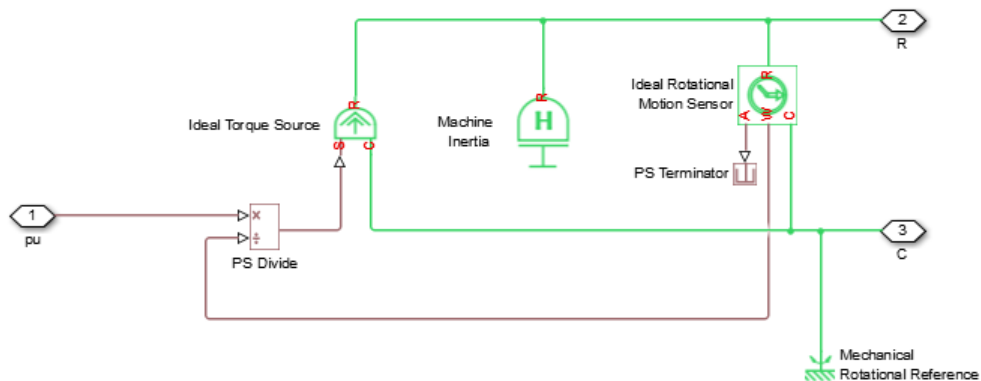 2
R
R
Ideal Rotational
Motion Sensor
R
A
W
C
Ideal Torque Source
R
S
C
Machine
Inertia
H
PS Terminator
1
pu
×
÷
PS Divide
3
C
Mechanical
Rotational Reference